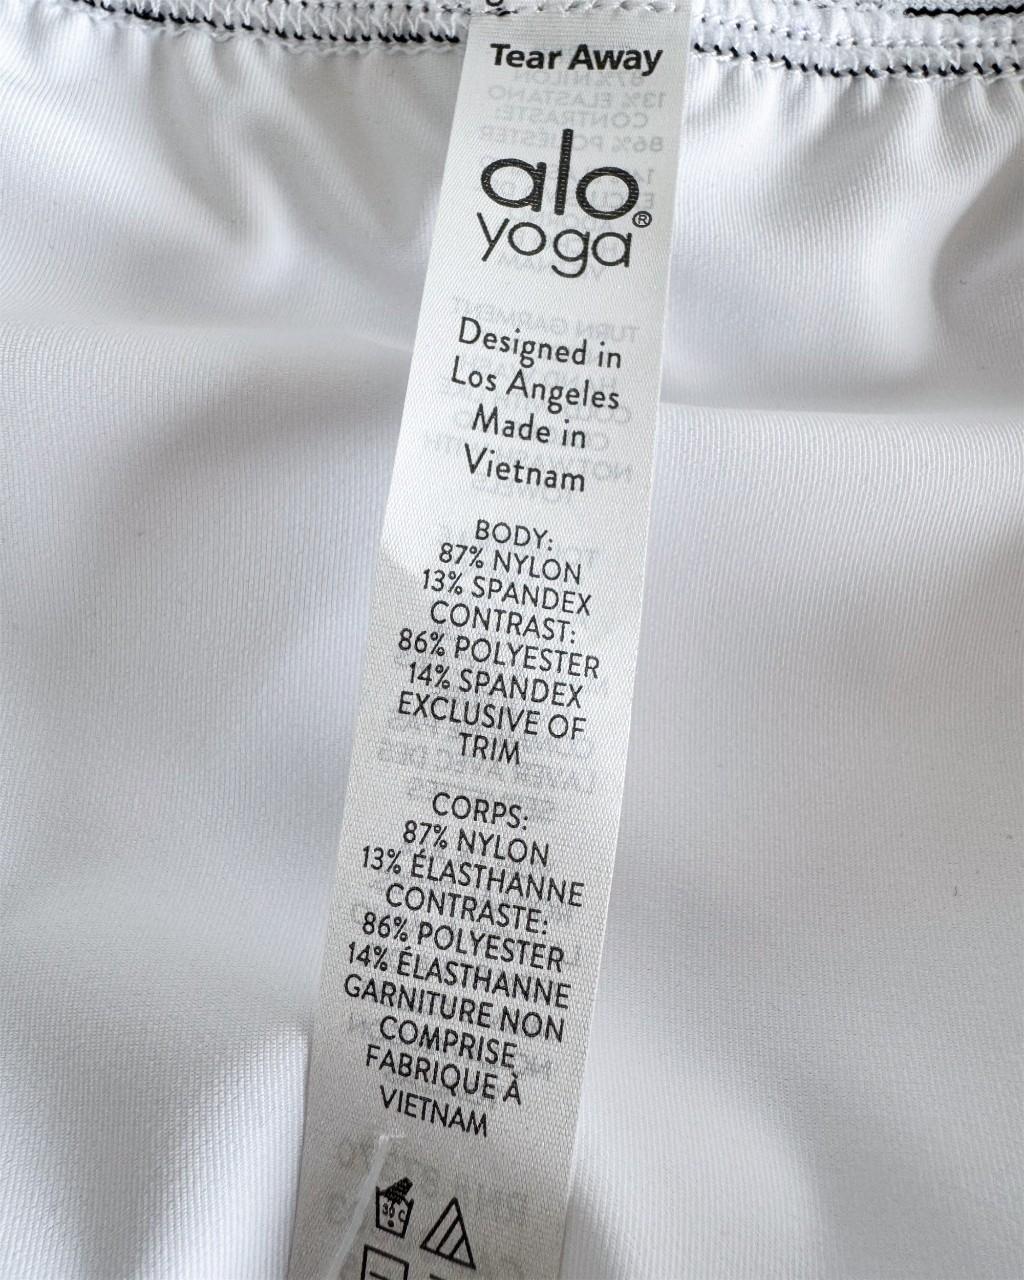 Tear Away
alo®
yoga
Designed in
Los Angeles
Made in
Vietnam
BODY:
87% NYLON
13% SPANDEX
CONTRAST:
86% POLYESTER
14% SPANDEX
EXCLUSIVE OF
TRIM
CORPS:
87% NYLON
13% ÉLASTHANNE
CONTRASTE:
86% POLYESTER
14% ÉLASTHANNE
GARNITURE NON
COMPRISE
FABRIQUE À
VIETNAM
30 C